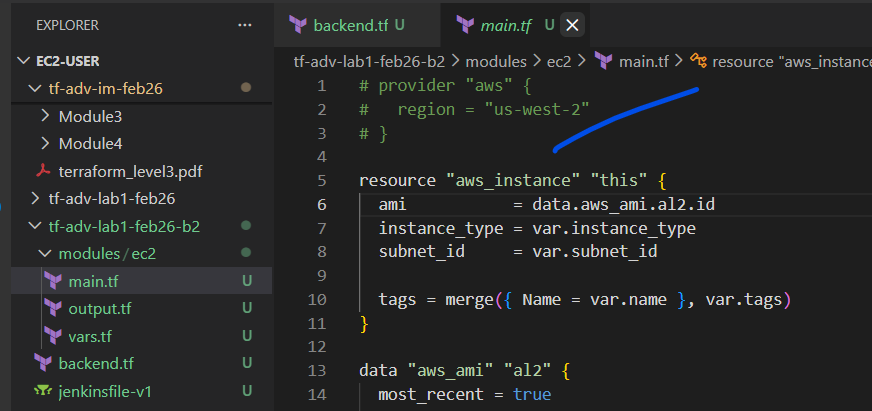 EXPLORER ...
EC2-USER
tf-adv-im-feb26
Module3
Module4
terraform_level3.pdf
tf-adv-lab1-feb26
tf-adv-lab1-feb26-b2
modules / ec2
main.tf U
output.tf U
vars.tf U
backend.tf U
jenkinsfile-v1 U
backend.tf U main.tf U
tf-adv-lab1-feb26-b2 > modules > ec2 > main.tf > resource "aws_instance
1 # provider "aws" {
2 #   region = "us-west-2"
3 # }
4
5 resource "aws_instance" "this" {
6   ami           = data.aws_ami.al2.id
7   instance_type = var.instance_type
8   subnet_id     = var.subnet_id
9
10   tags = merge({ Name = var.name }, var.tags)
11 }
12
13 data "aws_ami" "al2" {
14   most_recent = true